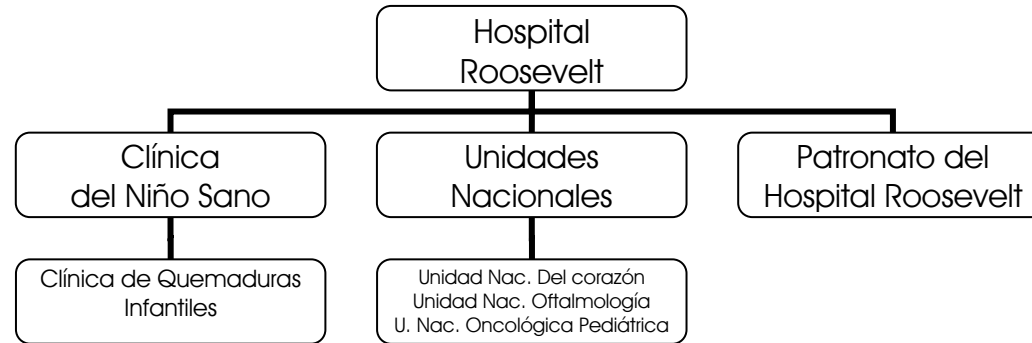 Hospital
Roosevelt
Clínica
del Niño Sano
Unidades
Nacionales
Patronato del
Hospital Roosevelt
Clínica de Quemaduras
Infantiles
Unidad Nac. Del corazón
Unidad Nac. Oftalmología
U. Nac. Oncológica Pediátrica